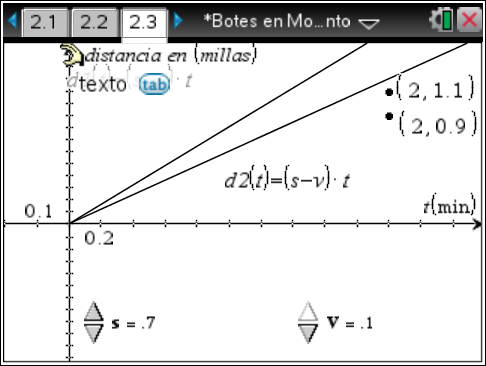 2.1 2.2 2.3 *Botes en Mo...nto
distancia en (millas)
texto tab
(2, 1.1)
(2, 0.9)
d2(t)=(s−v)· t
t(min)
0.1
0.2
s = .7
v = .1